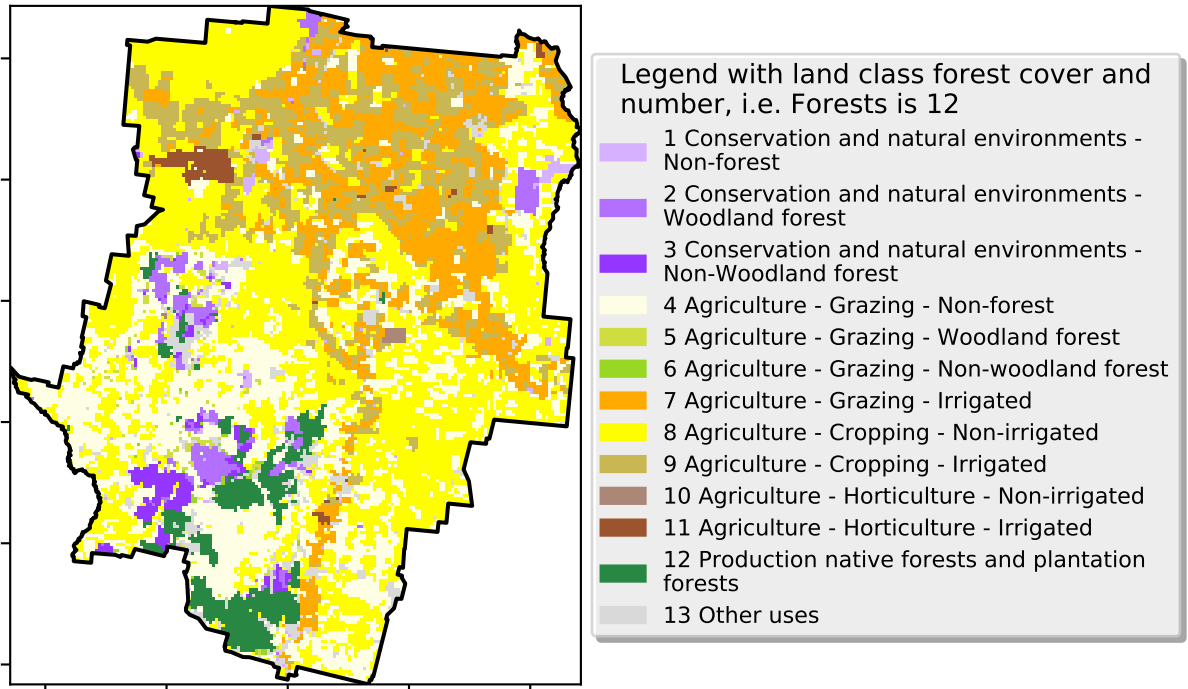 Legend with land class forest cover and
number, i.e. Forests is 12
1 Conservation and natural environments -
Non-forest
2 Conservation and natural environments -
Woodland forest
3 Conservation and natural environments -
Non-Woodland forest
4 Agriculture - Grazing - Non-forest
5 Agriculture - Grazing - Woodland forest
6 Agriculture - Grazing - Non-woodland forest
7 Agriculture - Grazing - Irrigated
8 Agriculture - Cropping - Non-irrigated
9 Agriculture - Cropping - Irrigated
10 Agriculture - Horticulture - Non-irrigated
11 Agriculture - Horticulture - Irrigated
12 Production native forests and plantation
forests
13 Other uses